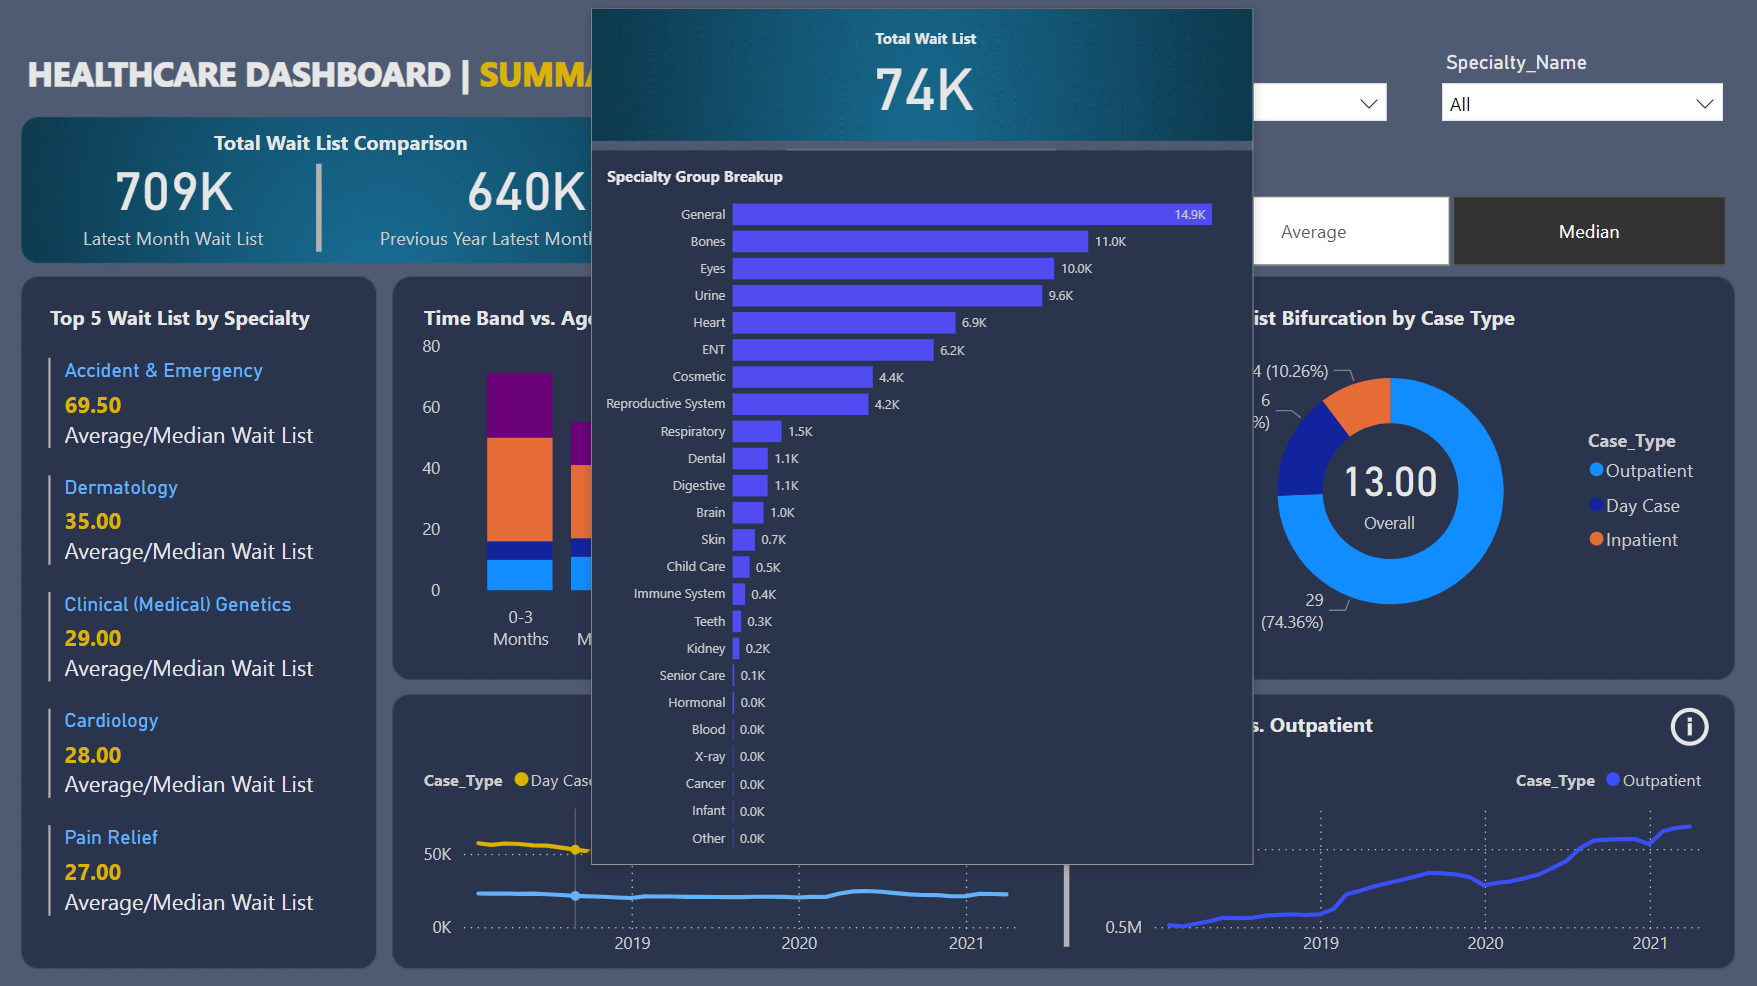 HEALTHCARE DASHBOARD | SUMMA
Total Wait List
74K
Specialty_Name
All
Total Wait List Comparison
709K
Latest Month Wait List
640K
Previous Year Latest Mont
Average
Median
Specialty Group Breakup
General 14.9K
Bones 11.0K
Eyes 10.0K
Urine 9.6K
Heart 6.9K
ENT 6.2K
Cosmetic 4.4K
Reproductive System 4.2K
Respiratory 1.5K
Dental 1.1K
Digestive 1.1K
Brain 1.0K
Skin 0.7K
Child Care 0.5K
Immune System 0.4K
Teeth 0.3K
Kidney 0.2K
Senior Care 0.1K
Hormonal 0.0K
Blood 0.0K
X-ray 0.0K
Cancer 0.0K
Infant 0.0K
Other 0.0K
Top 5 Wait List by Specialty
Accident & Emergency
69.50
Average/Median Wait List
Dermatology
35.00
Average/Median Wait List
Clinical (Medical) Genetics
29.00
Average/Median Wait List
Cardiology
28.00
Average/Median Wait List
Pain Relief
27.00
Average/Median Wait List
Time Band vs. Ag
80
60
40
20
0
0-3
Months
M
ist Bifurcation by Case Type
4 (10.26%)
6
%)
13.00
Overall
29
(74.36%)
Case_Type
Outpatient
Day Case
Inpatient
Case_Type Day Cas
50K
0K
2019 2020 2021
s. Outpatient
Case_Type Outpatient
0.5M
2019 2020 2021